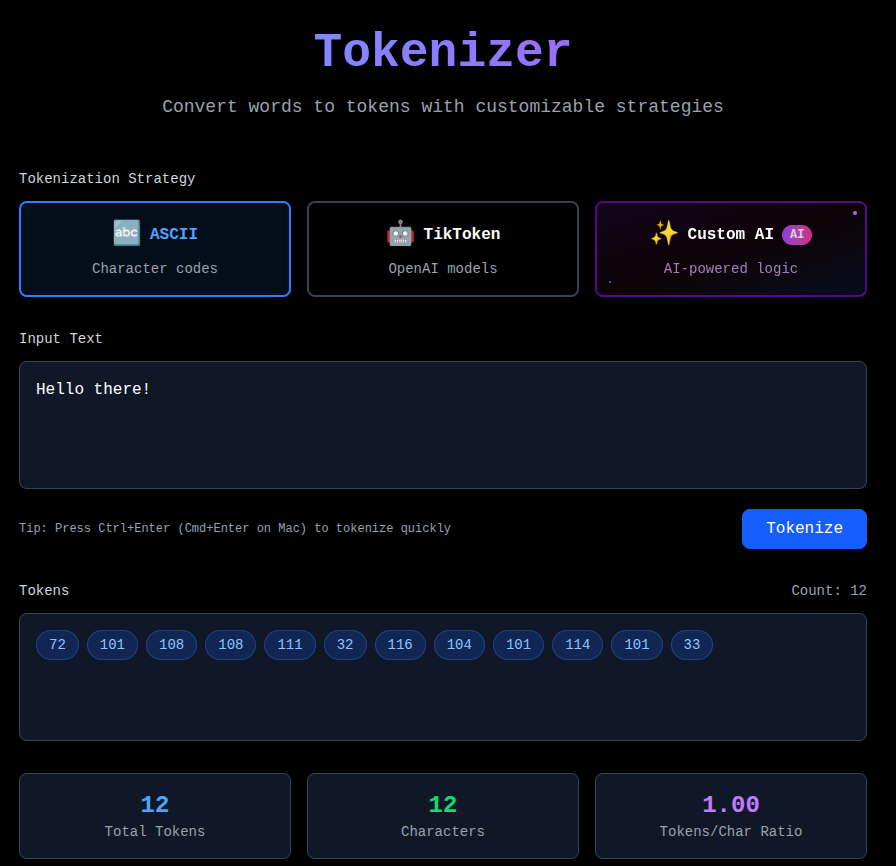 Tokenizer
Convert words to tokens with customizable strategies
Tokenization Strategy
abc ASCII
Character codes
TikToken
OpenAI models
Custom AI AI
AI-powered logic
Input Text
Hello there!
Tip: Press Ctrl+Enter (Cmd+Enter on Mac) to tokenize quickly
Tokenize
Tokens
Count: 12
72 101 108 108 111 32 116 104 101 114 101 33
12
Total Tokens
12
Characters
1.00
Tokens/Char Ratio